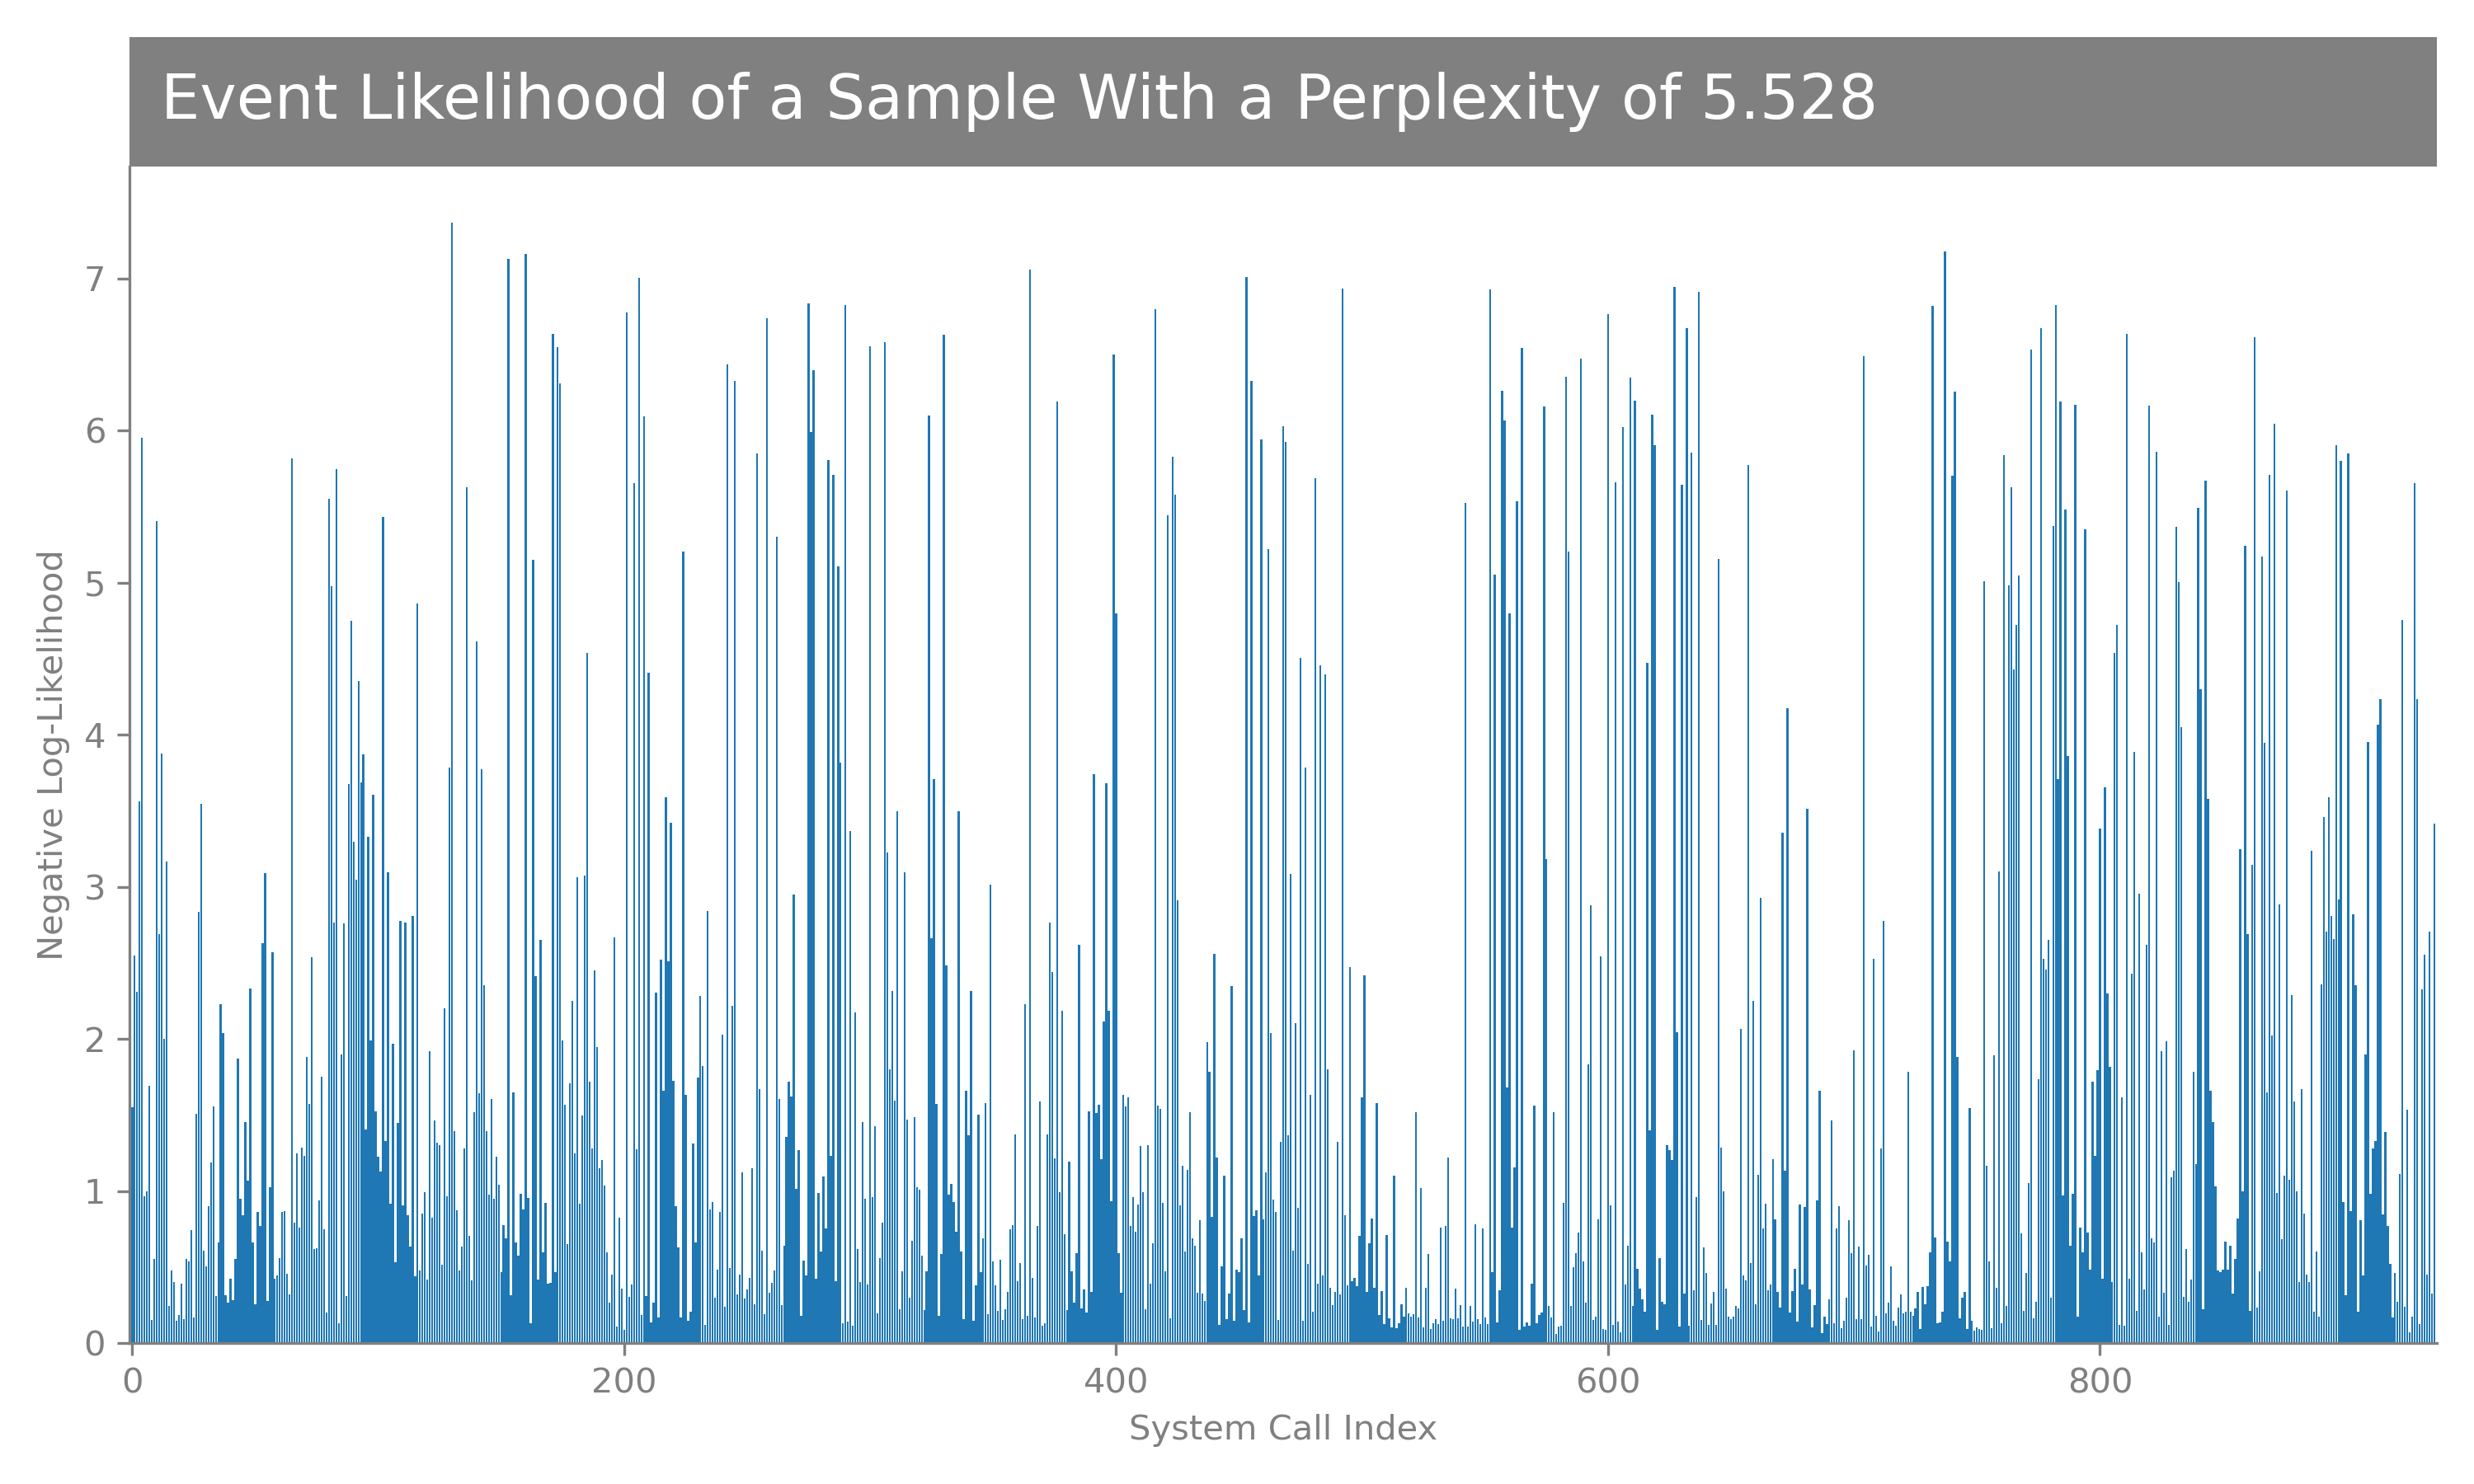 Event Likelihood of a Sample With a Perplexity of 5.528
Negative Log-Likelihood
7
6
5
4
3
2
1
0
0 200 400 600 800
System Call Index